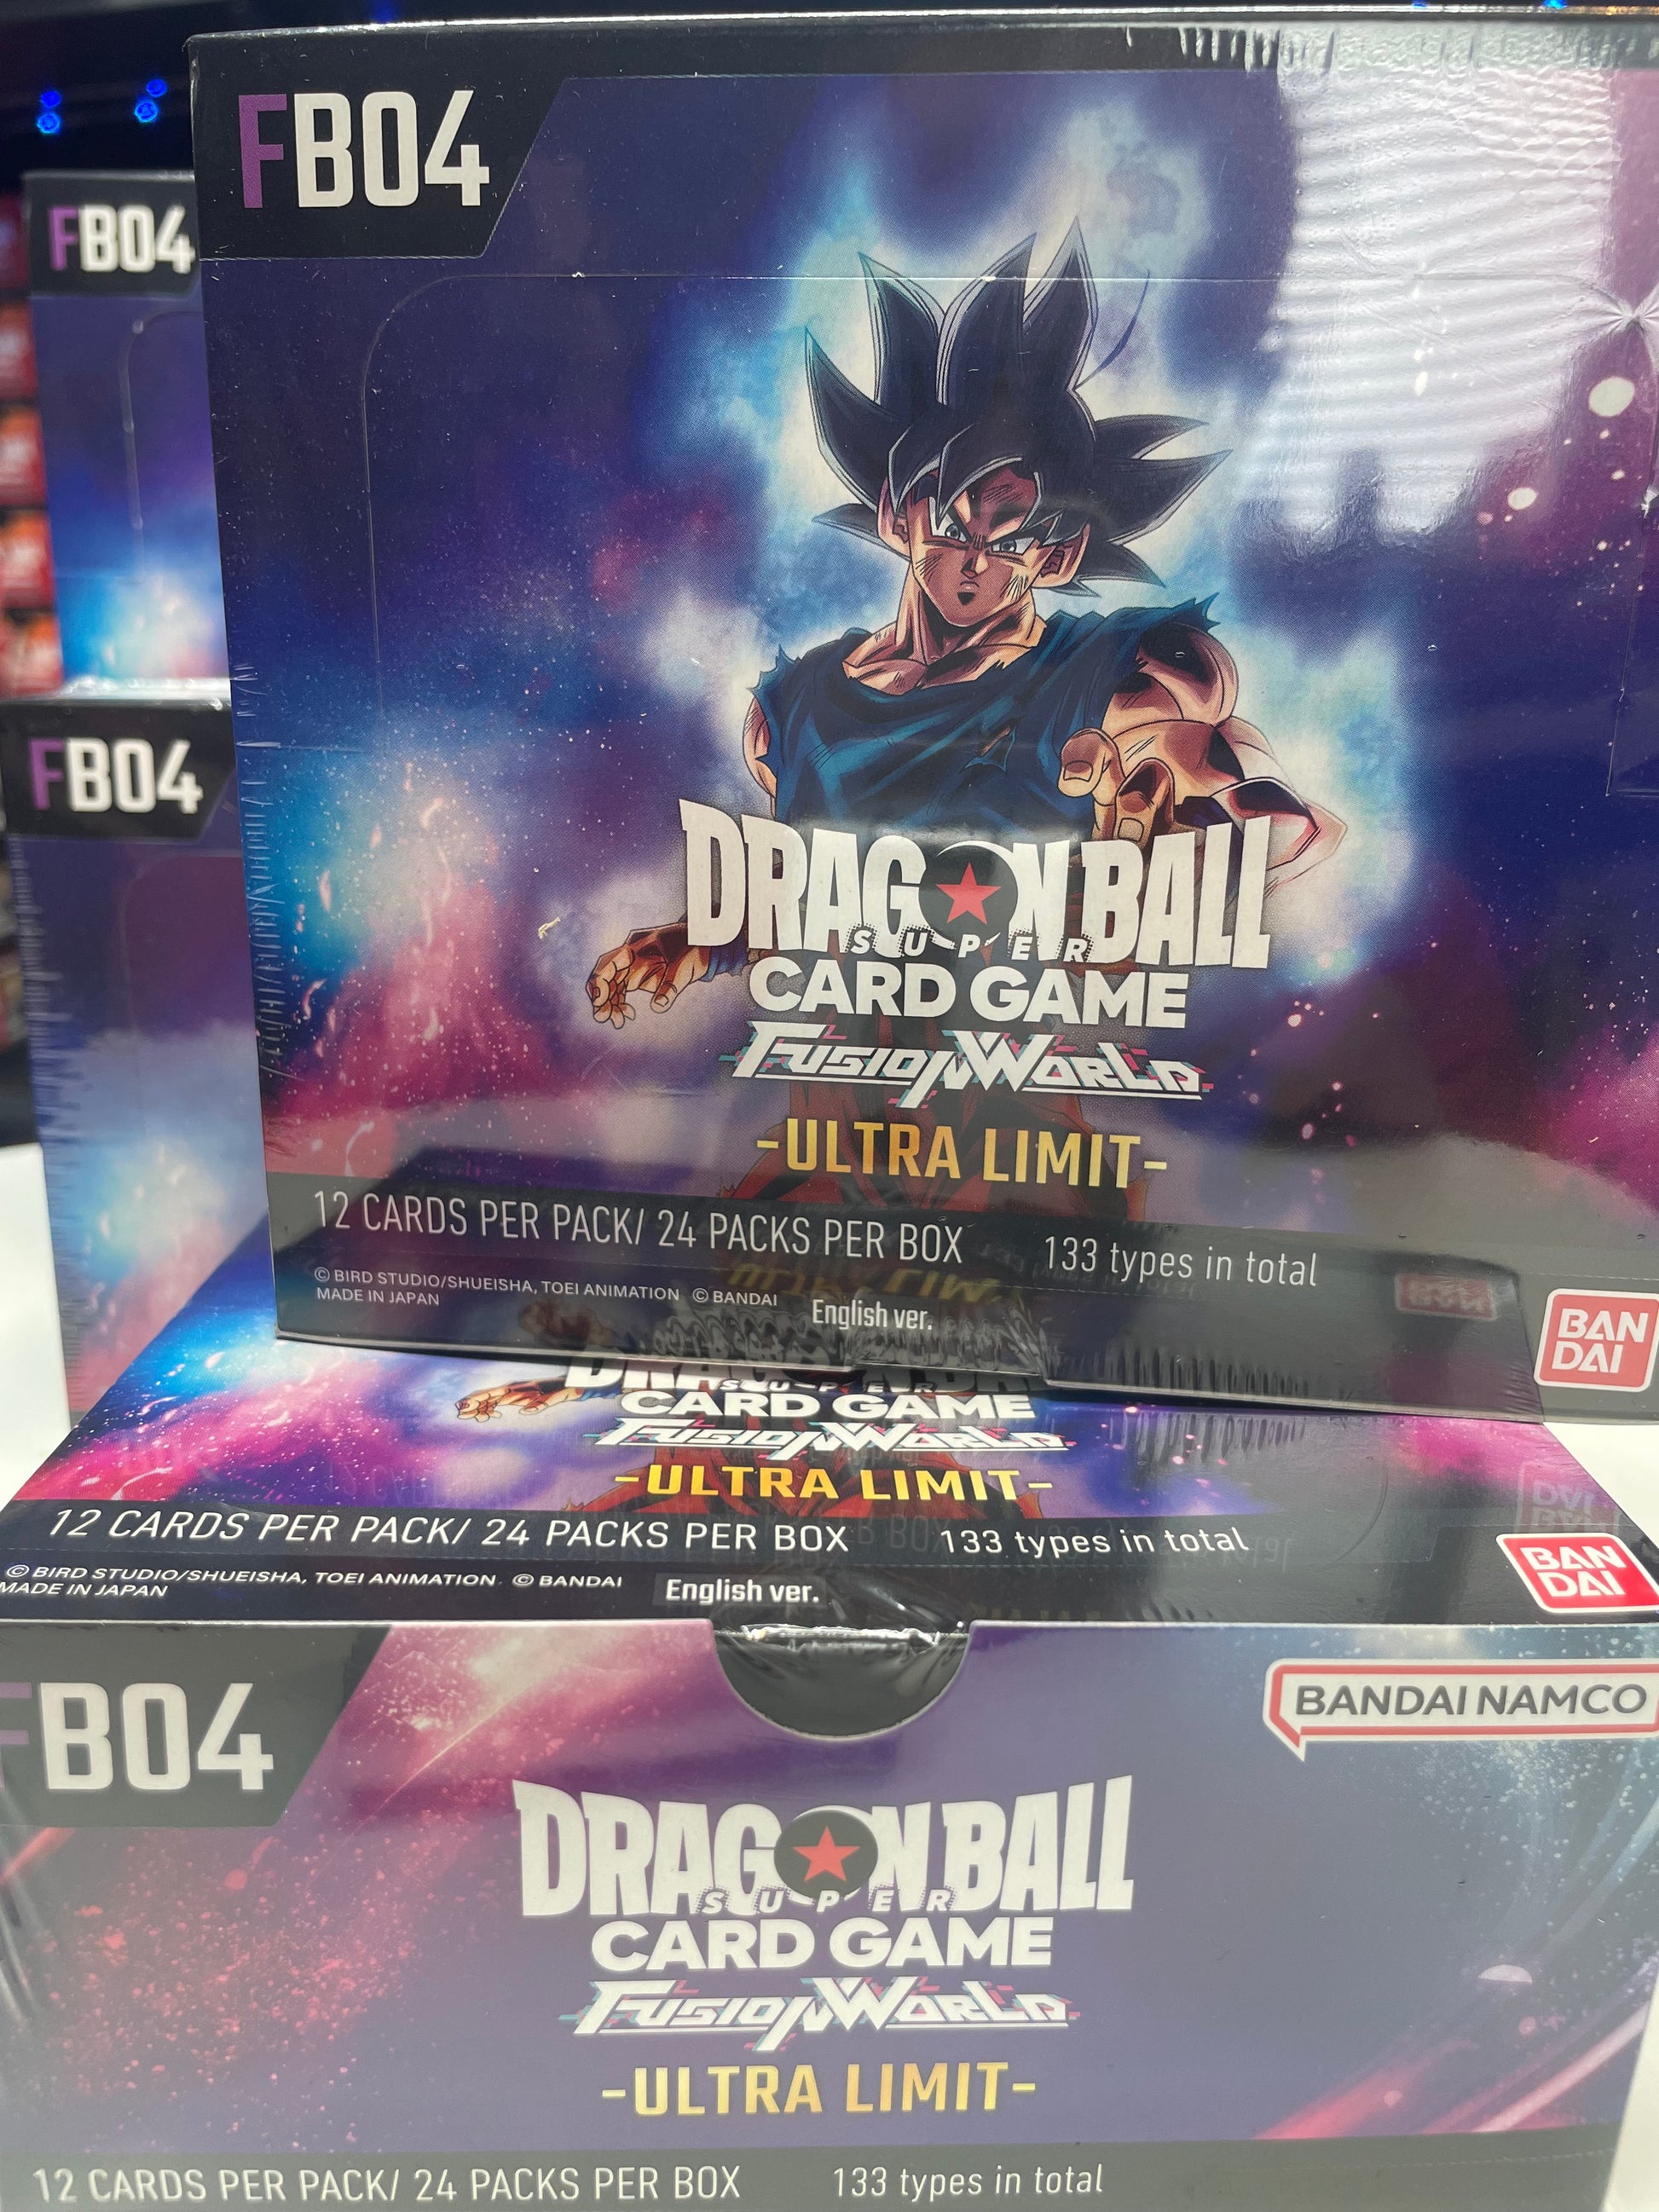 FB04
FB04
FB04
DRAGON BALL
SUPER
CARD GAME
FUSION WORLD
-ULTRA LIMIT-
12 CARDS PER PACK/ 24 PACKS PER BOX 133 types in total
© BIRD STUDIO/SHUEISHA, TOEI ANIMATION © BANDAI
MADE IN JAPAN
English ver.
BAN
DAI
SUPER
CARD GAME
FUSION WORLD
-ULTRA LIMIT-
12 CARDS PER PACK/ 24 PACKS PER BOX 133 types in total
© BIRD STUDIO/SHUEISHA, TOEI ANIMATION © BANDAI
MADE IN JAPAN
English ver.
BAN
DAI
FB04
BANDAI NAMCO
DRAGON BALL
SUPER
CARD GAME
FUSION WORLD
-ULTRA LIMIT-
12 CARDS PER PACK/ 24 PACKS PER BOX 133 types in total